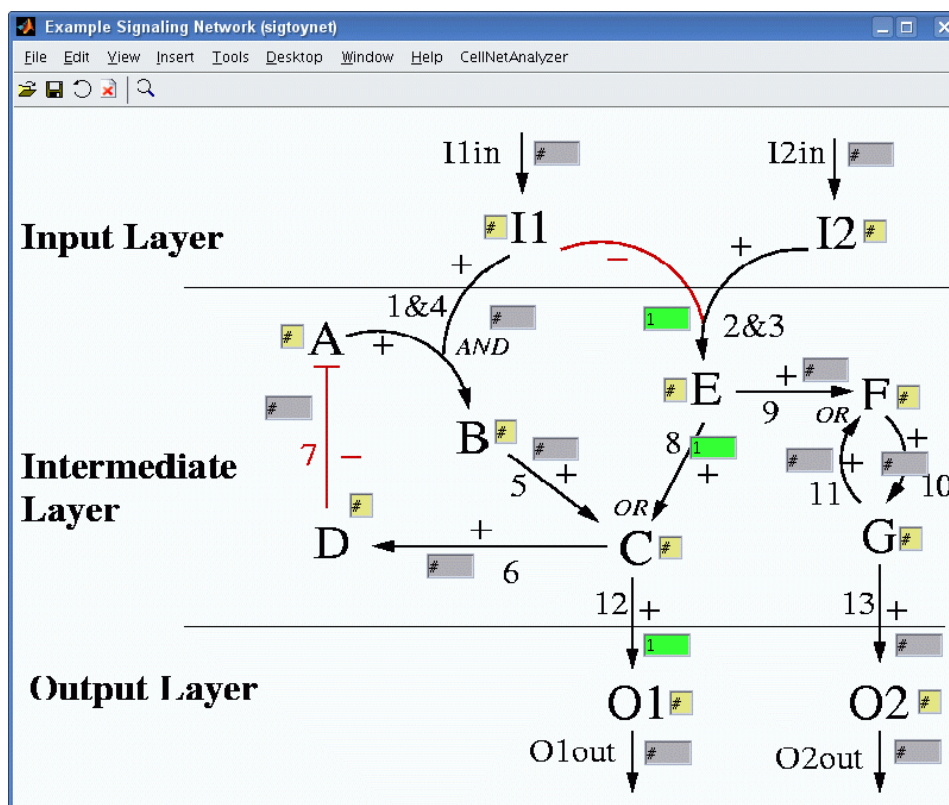 Example Signaling Network (sigtoynet)
File Edit View Insert Tools Desktop Window Help CellNetAnalyzer
I1in # I2in #
Input Layer # I1 I2 #
+ − +
1&4 # 1 2&3
# A + AND
# E + #
9 OR F #
# B # # 8 1 # + +
7 − 5 + + 11 10
Intermediate
Layer
# OR
D + C # G #
# 6
12 + 13 +
1 #
Output Layer
O1 # O2 #
O1out # O2out #